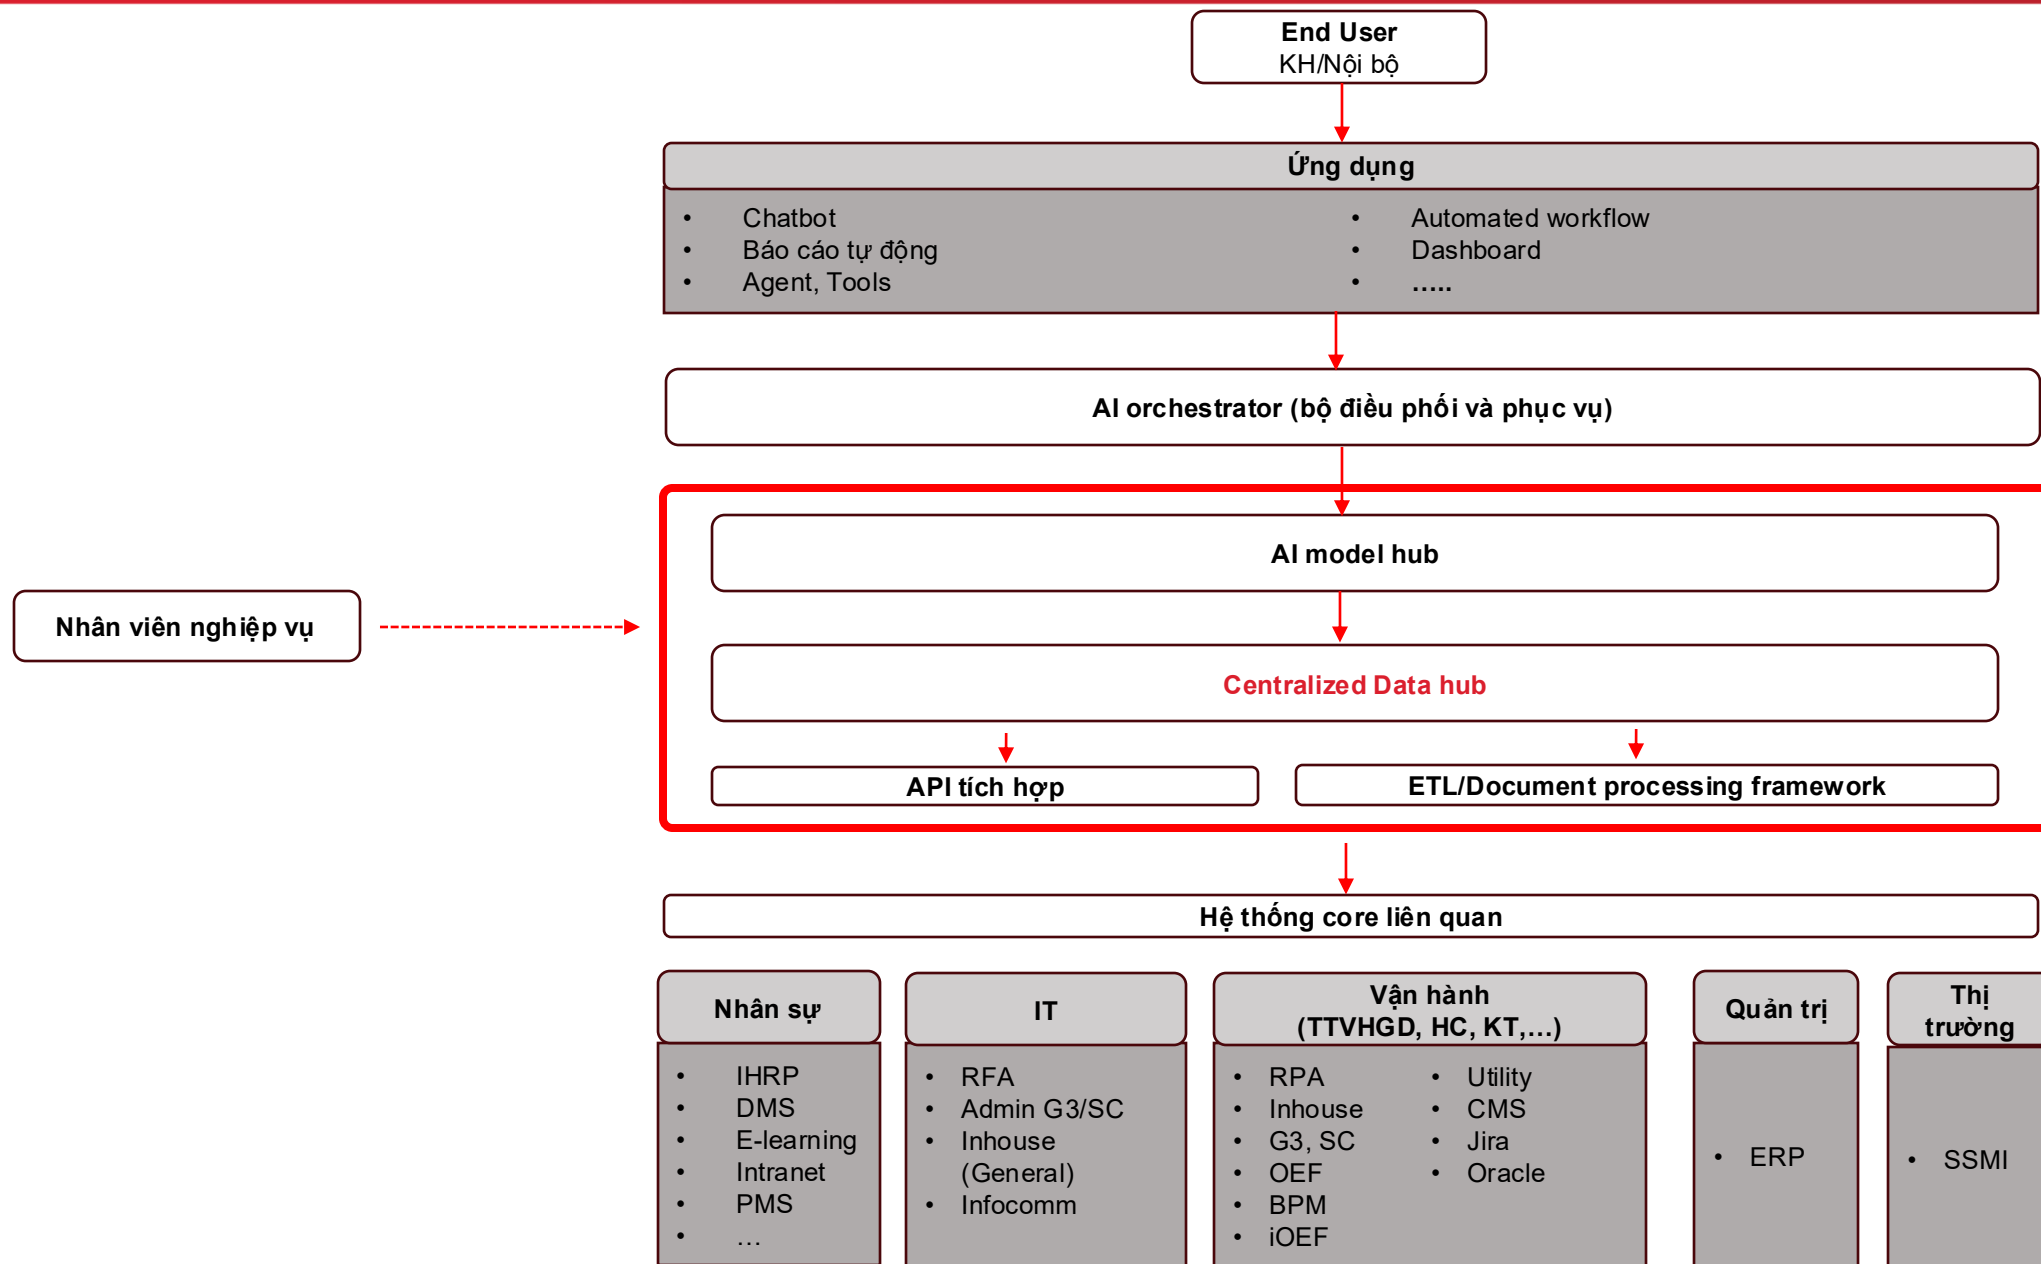 End User
KH/Nội bộ
Ứng dụng
• Chatbot
• Báo cáo tự động
• Agent, Tools
• Automated workflow
• Dashboard
• …..
AI orchestrator (bộ điều phối và phục vụ)
AI model hub
Nhân viên nghiệp vụ
Centralized Data hub
API tích hợp
ETL/Document processing framework
Hệ thống core liên quan
Nhân sự
• IHRP
• DMS
• E-learning
• Intranet
• PMS
• …
IT
• RFA
• Admin G3/SC
• Inhouse
(General)
• Infocomm
Vận hành
(TTVHGD, HC, KT,…)
• RPA
• Inhouse
• G3, SC
• OEF
• BPM
• iOEF
• Utility
• CMS
• Jira
• Oracle
Quản trị
• ERP
Thị
trường
• SSMI